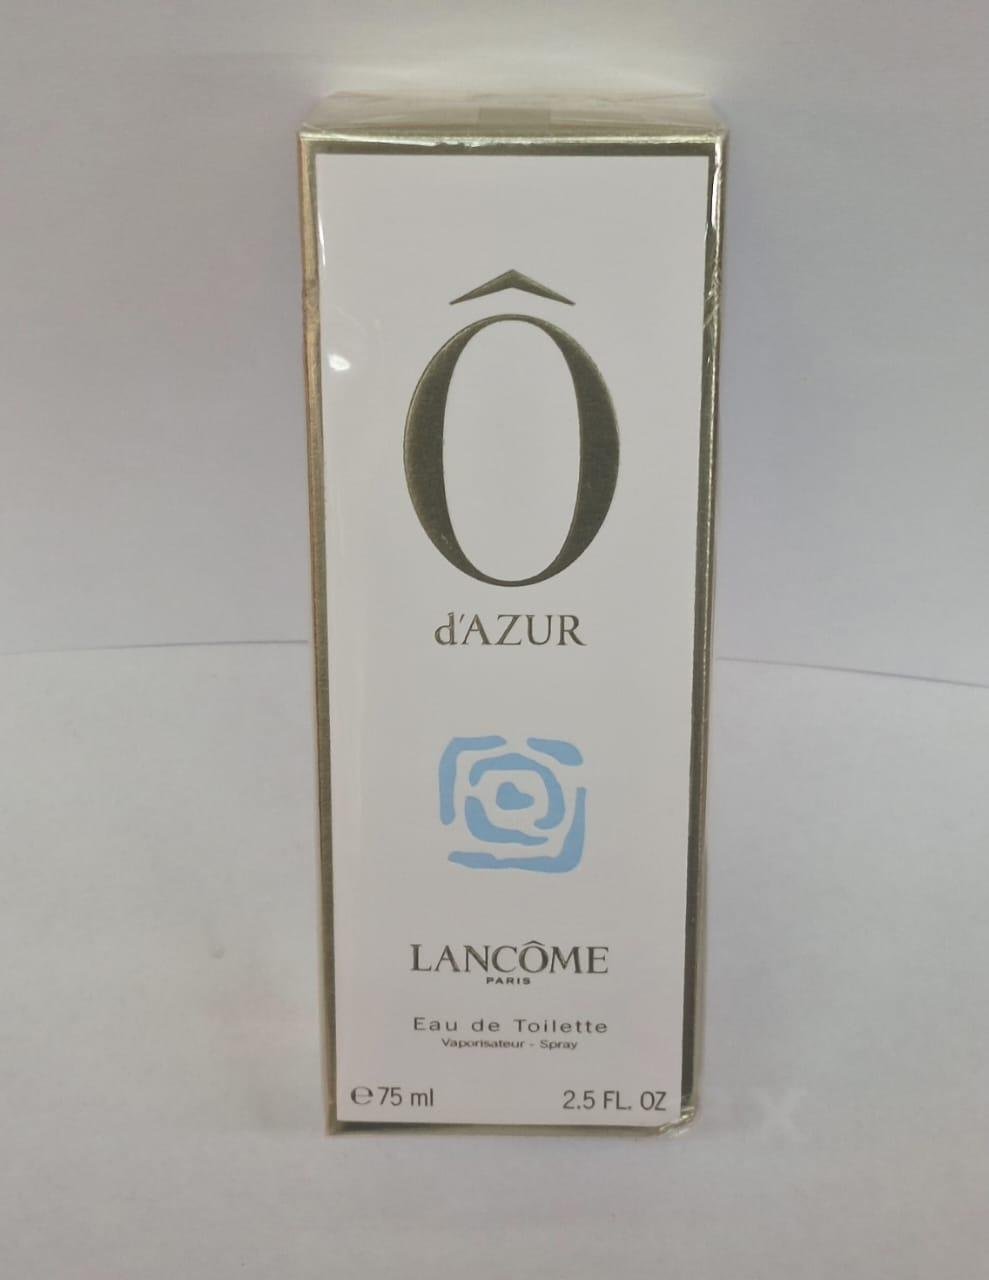 Ô
d'AZUR
LANCÔME
PARIS
Eau de Toilette
Vaporisateur - Spray
℮75 ml
2.5 FL. OZ